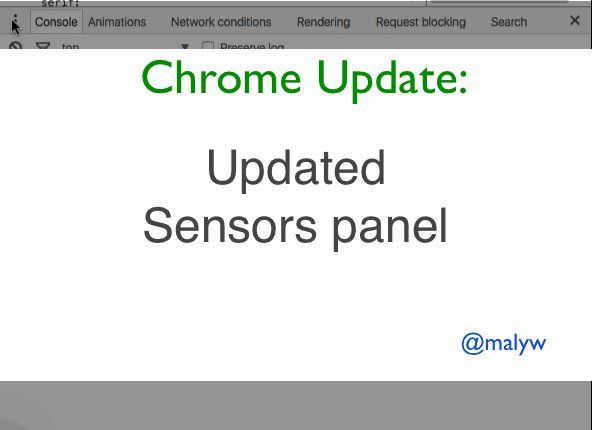 serif;
Console Animations Network conditions Rendering Request blocking Search
top Preserve log
Chrome Update:
Updated
Sensors panel
@malyw